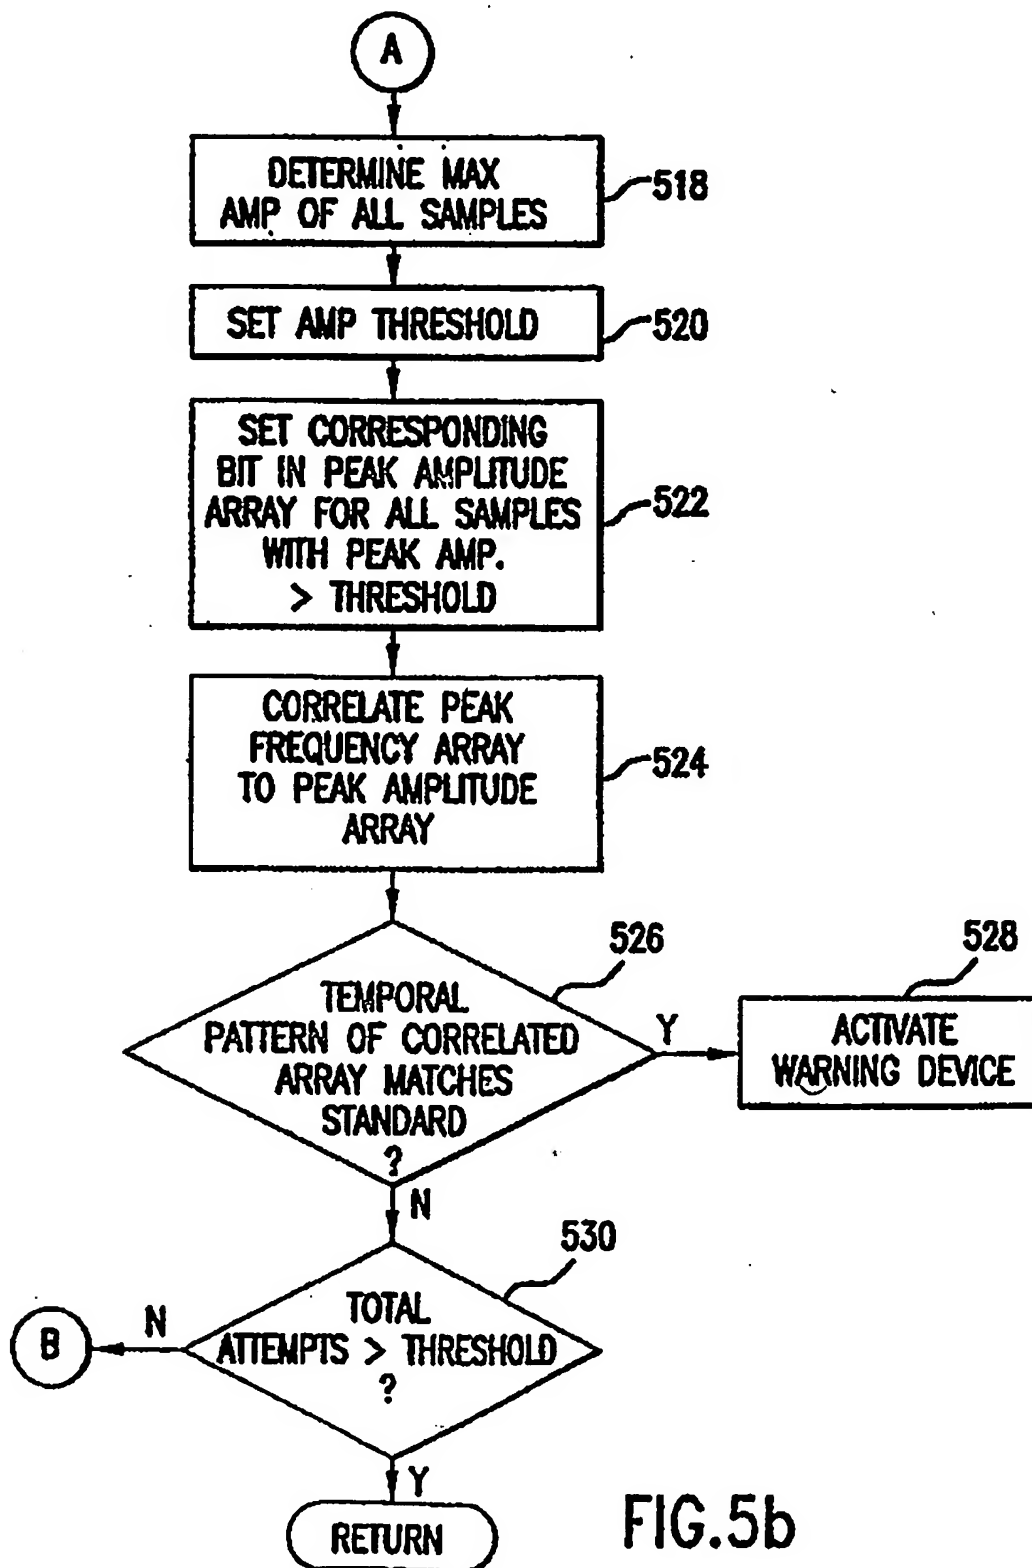 A
DETERMINE MAX
AMP OF ALL SAMPLES
518
SET AMP THRESHOLD
520
SET CORRESPONDING
BIT IN PEAK AMPLITUDE
ARRAY FOR ALL SAMPLES
WITH PEAK AMP.
> THRESHOLD
522
CORRELATE PEAK
FREQUENCY ARRAY
TO PEAK AMPLITUDE
ARRAY
524
526
TEMPORAL
PATTERN OF CORRELATED
ARRAY MATCHES
STANDARD
?
Y
528
ACTIVATE
WARNING DEVICE
N
530
TOTAL
ATTEMPTS > THRESHOLD
?
N
B
Y
RETURN
FIG.5b